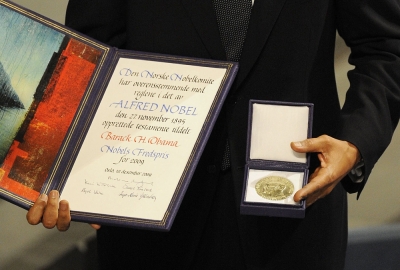 Den Norske Nobelkomite
har overensstemmende med
reglene i det av
ALFRED NOBEL
den 27. november 1895
opprettede testamente tildelt
Barack H. Obama
Nobels Fredspris
for 2009
Oslo, 10. desember 2009